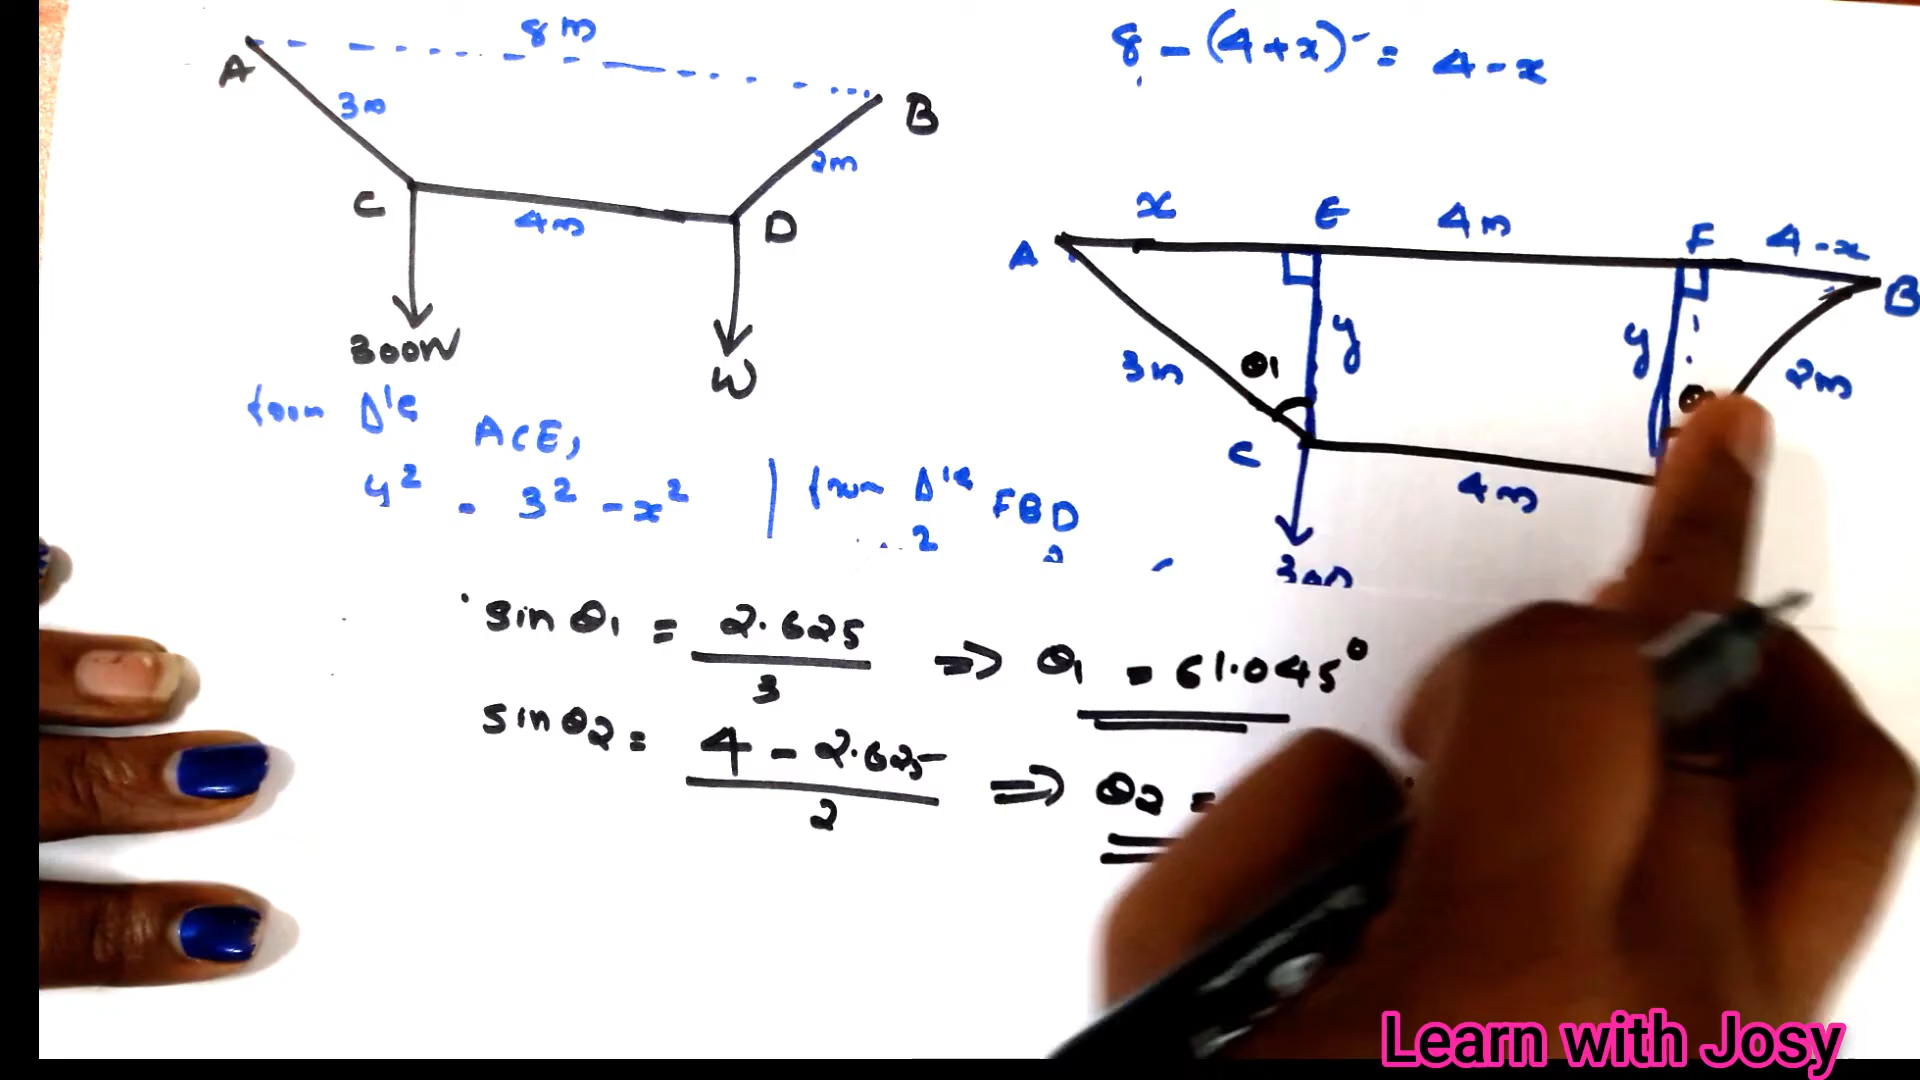 8m
A
3m
B
2m
C
4m
D
300N
W
8 - (4+x) = 4-x
x
E
4m
F
4-x
A
B
3m
θ1
y
y
2m
C
4m
from Δ'le ACE,
y² = 3² - x²
from Δ'le FBD
sin θ1 = 2.625 / 3 => θ1 = 61.045°
sin θ2 = 4 - 2.625 / 2 => θ2 =
Learn with Josy